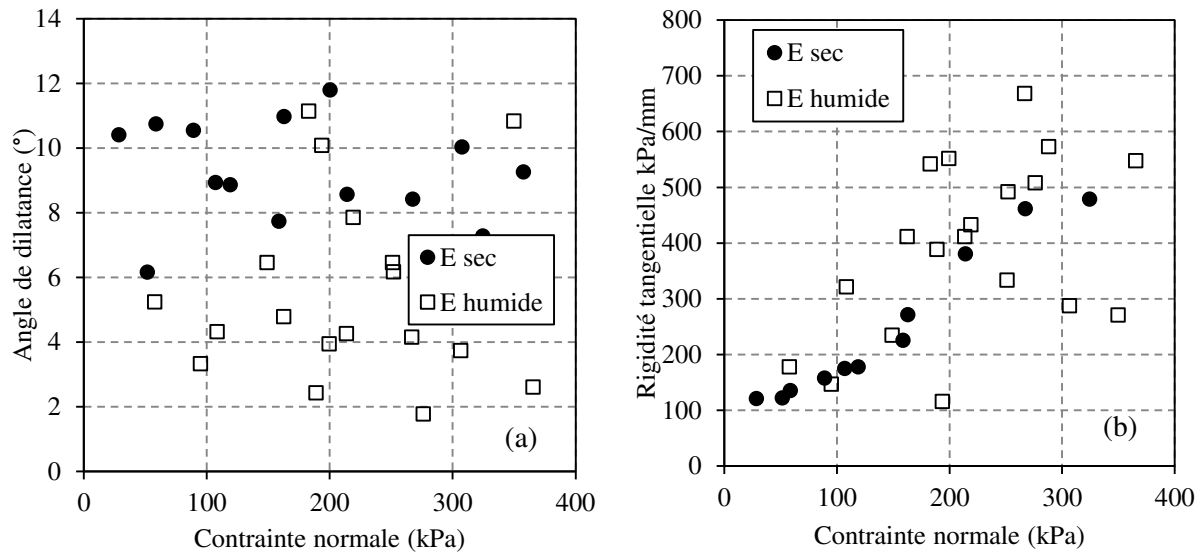 14
12
10
8
6
4
2
0
Angle de dilatance (°)
E sec
E humide
(a)
0 100 200 300 400
Contrainte normale (kPa)
800
700
600
500
400
300
200
100
0
Rigidité tangentielle kPa/mm
E sec
E humide
(b)
0 100 200 300 400
Contrainte normale (kPa)